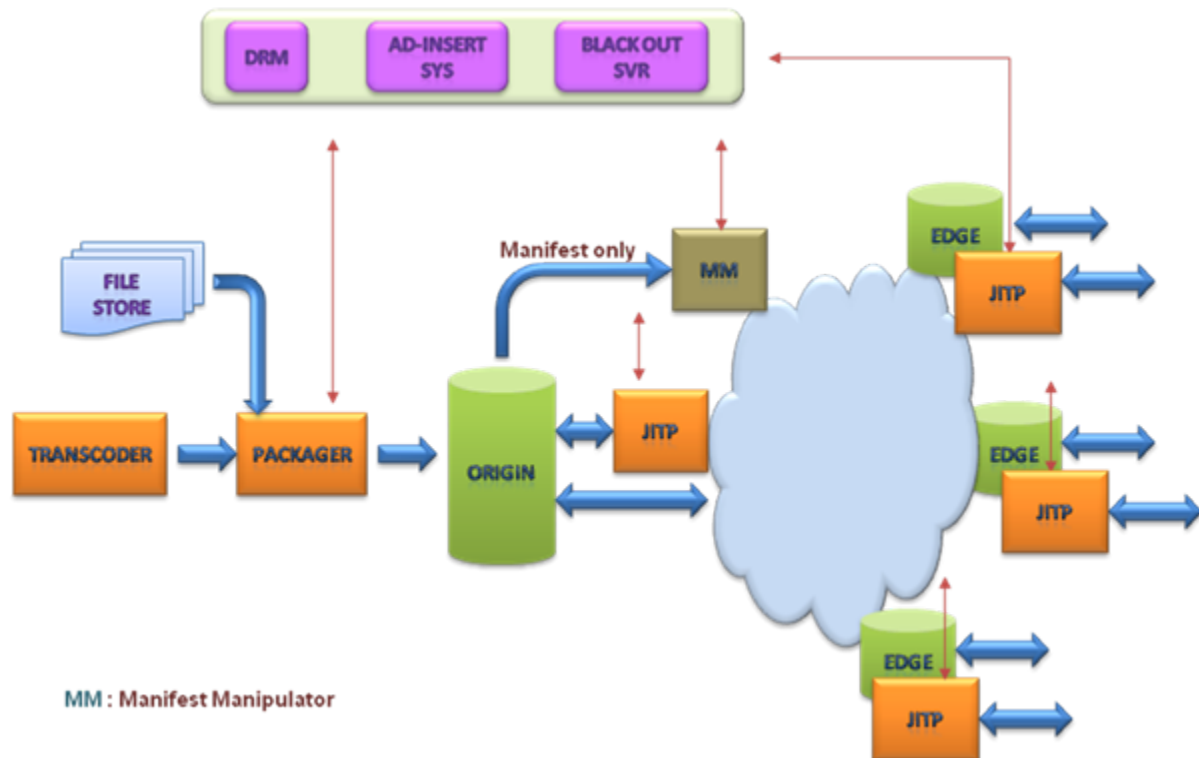 DRM
AD-INSERT
SYS
BLACKOUT
SVR
Manifest only
MM
EDGE
JITP
FILE
STORE
TRANSCODER
PACKAGER
ORIGIN
JITP
EDGE
JITP
EDGE
JITP
MM : Manifest Manipulator